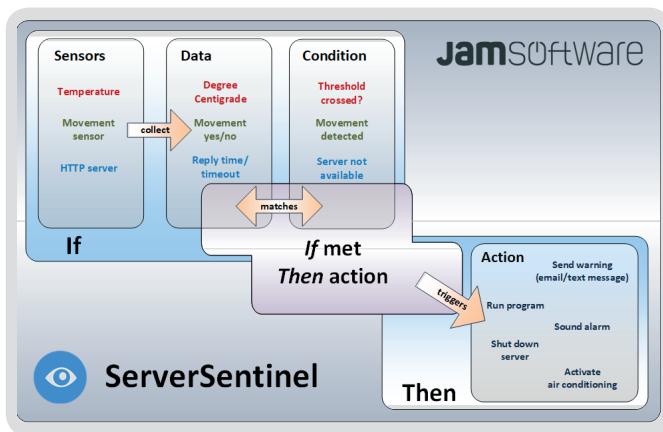 JAMSOFTWARE
Sensors
Temperature
Movement
sensor
HTTP server
collect
Data
Degree
Centigrade
Movement
yes/no
Reply time/
timeout
Condition
Threshold
crossed?
Movement
detected
Server not
available
matches
If
If met
Then action
triggers
Action
Send warning
(email/text message)
Run program
Sound alarm
Shut down
server
Activate
air conditioning
Then
ServerSentinel